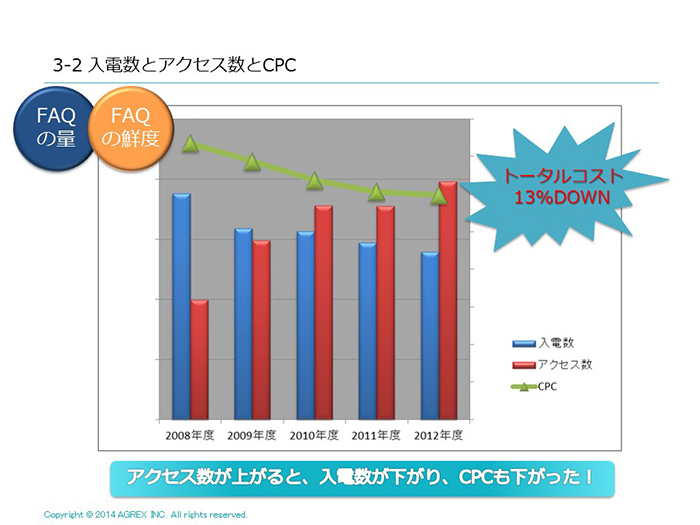 3-2 入電数とアクセス数とCPC
FAQ
の量
FAQ
の鮮度
トータルコスト
13%DOWN
入電数
アクセス数
CPC
2008年度 2009年度 2010年度 2011年度 2012年度
アクセス数が上がると、入電数が下がり、CPCも下がった！
Copyright © 2014 AGREX INC. All rights reserved.